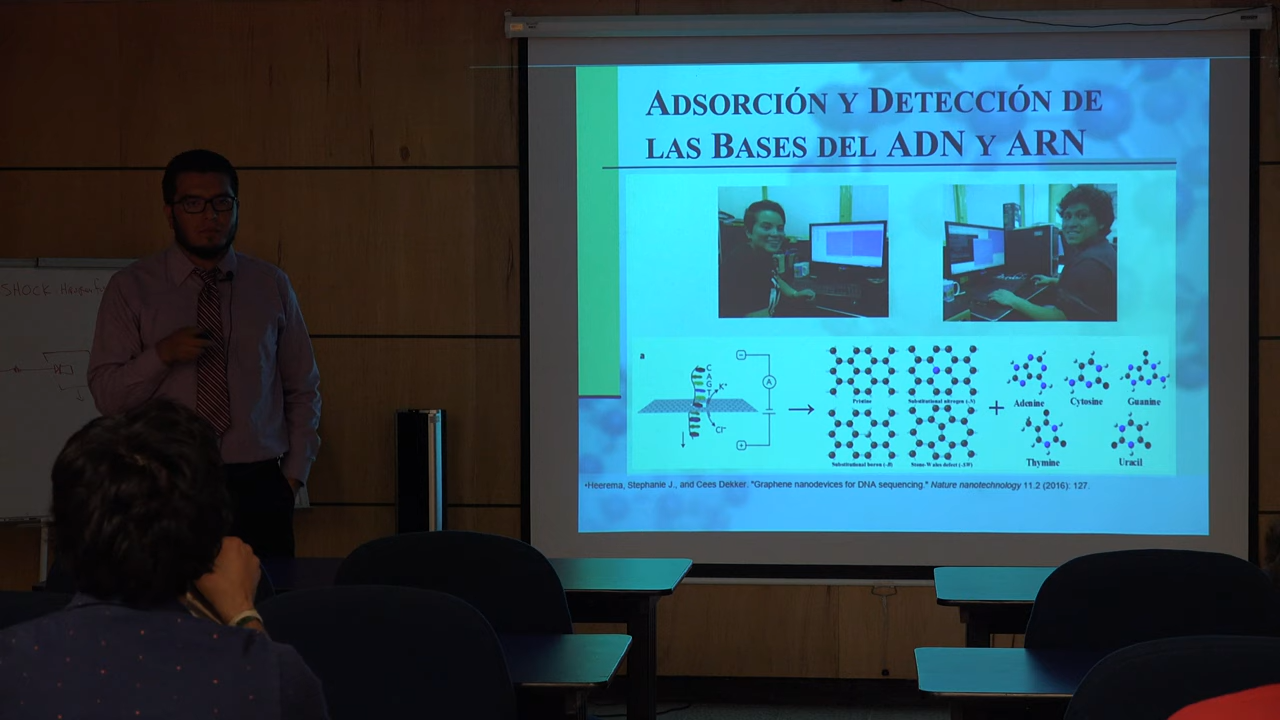 ADSORCIÓN Y DETECCIÓN DE
LAS BASES DEL ADN Y ARN
a
C
A
G
T
K+
Cl-
A
+
Pristine
Substitutional nitrogen (-N)
Substitutional boron (-B)
Stone-Wales defect (-SW)
+
Adenine
Cytosine
Guanine
Thymine
Uracil
•Heerema, Stephanie J., and Cees Dekker. "Graphene nanodevices for DNA sequencing." Nature nanotechnology 11.2 (2016): 127.
SHOCK